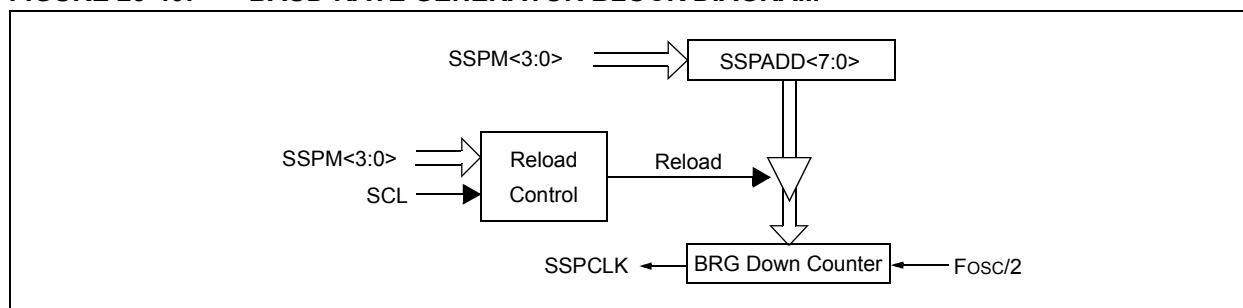 SSPM<3:0>
SSPADD<7:0>
SSPM<3:0>
SCL
Reload
Control
Reload
SSPCLK
BRG Down Counter
FOSC/2